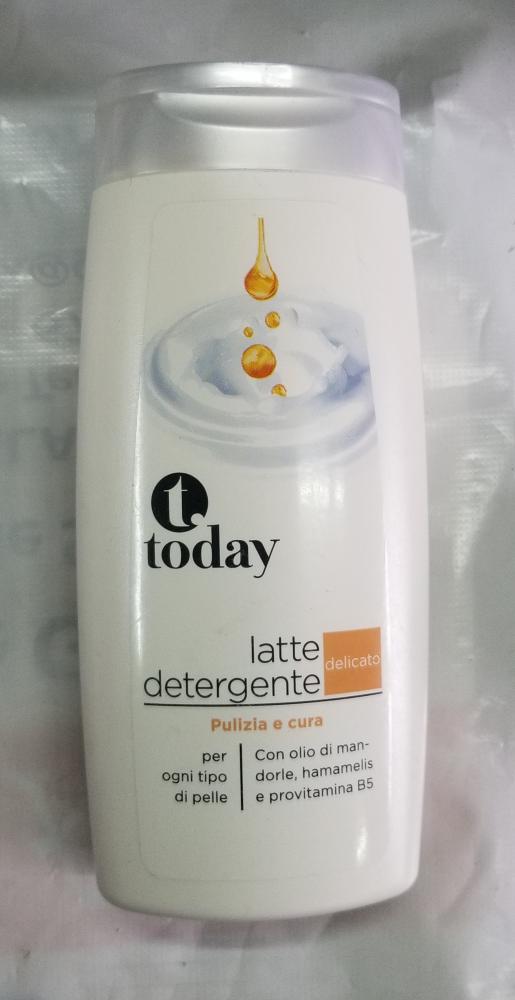 t.
today
latte
detergente
delicato
Pulizia e cura
per
ogni tipo
di pelle
Con olio di man-
dorle, hamamelis
e provitamina B5